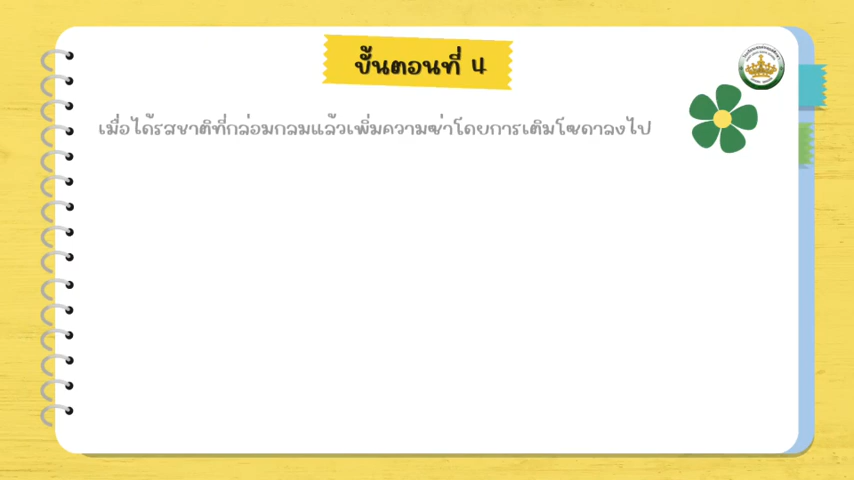 ขั้นตอนที่ 4
เมื่อได้รสชาติที่กล่อมกลมแล้วเพิ่มความซ่าโดยการเติมโซดาลงไป